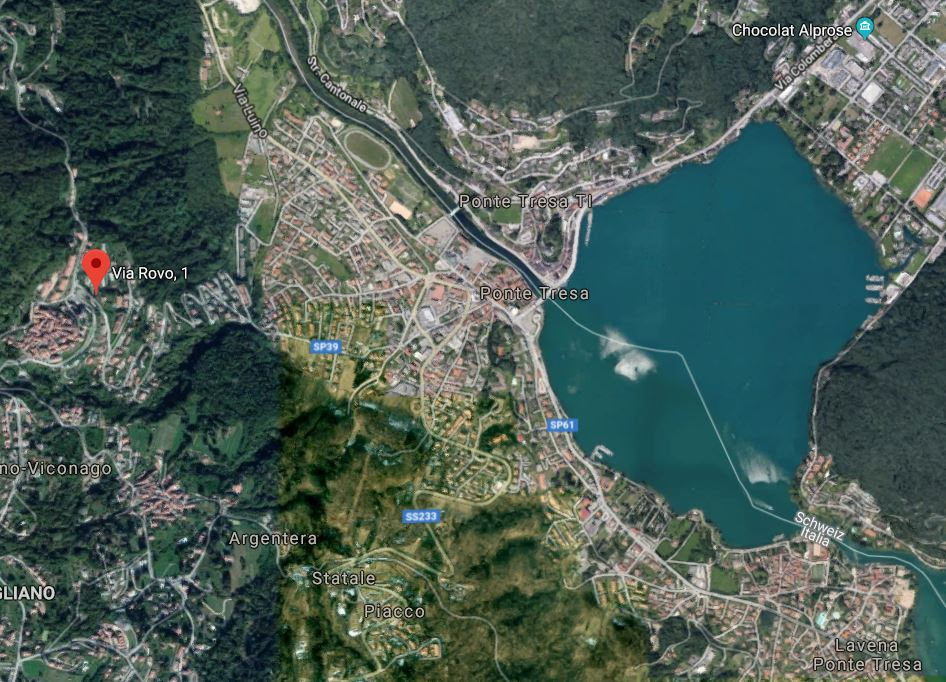 Chocolat Alprose
Via Colombera
Str. Cantonale
Via Luino
Ponte Tresa TI
Via Rovo, 1
Ponte Tresa
SP39
SP61
no-Viconago
SS233
Schweiz
Italia
Argentera
Statale
GLIANO
Piacco
Lavena
Ponte Tresa